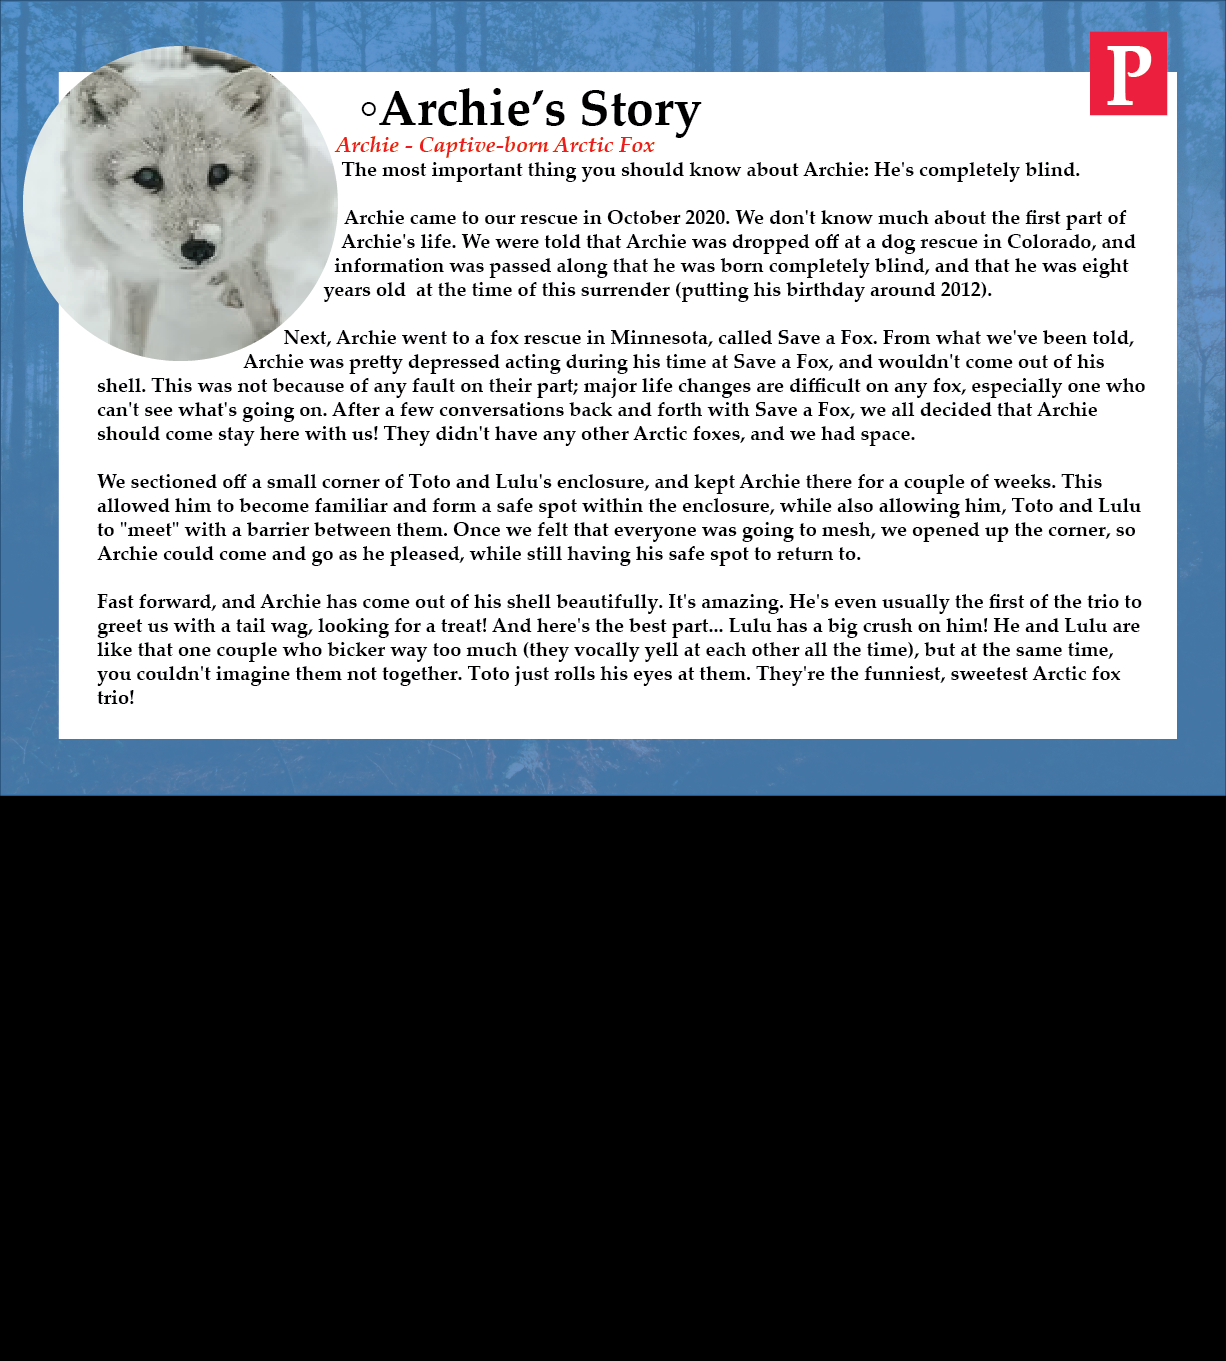 P
◦Archie’s Story
Archie - Captive-born Arctic Fox
The most important thing you should know about Archie: He's completely blind.
Archie came to our rescue in October 2020. We don't know much about the first part of
Archie's life. We were told that Archie was dropped off at a dog rescue in Colorado, and
information was passed along that he was born completely blind, and that he was eight
years old  at the time of this surrender (putting his birthday around 2012).
Next, Archie went to a fox rescue in Minnesota, called Save a Fox. From what we've been told,
Archie was pretty depressed acting during his time at Save a Fox, and wouldn't come out of his
shell. This was not because of any fault on their part; major life changes are difficult on any fox, especially one who
can't see what's going on. After a few conversations back and forth with Save a Fox, we all decided that Archie
should come stay here with us! They didn't have any other Arctic foxes, and we had space.
We sectioned off a small corner of Toto and Lulu's enclosure, and kept Archie there for a couple of weeks. This
allowed him to become familiar and form a safe spot within the enclosure, while also allowing him, Toto and Lulu
to "meet" with a barrier between them. Once we felt that everyone was going to mesh, we opened up the corner, so
Archie could come and go as he pleased, while still having his safe spot to return to.
Fast forward, and Archie has come out of his shell beautifully. It's amazing. He's even usually the first of the trio to
greet us with a tail wag, looking for a treat! And here's the best part... Lulu has a big crush on him! He and Lulu are
like that one couple who bicker way too much (they vocally yell at each other all the time), but at the same time,
you couldn't imagine them not together. Toto just rolls his eyes at them. They're the funniest, sweetest Arctic fox
trio!